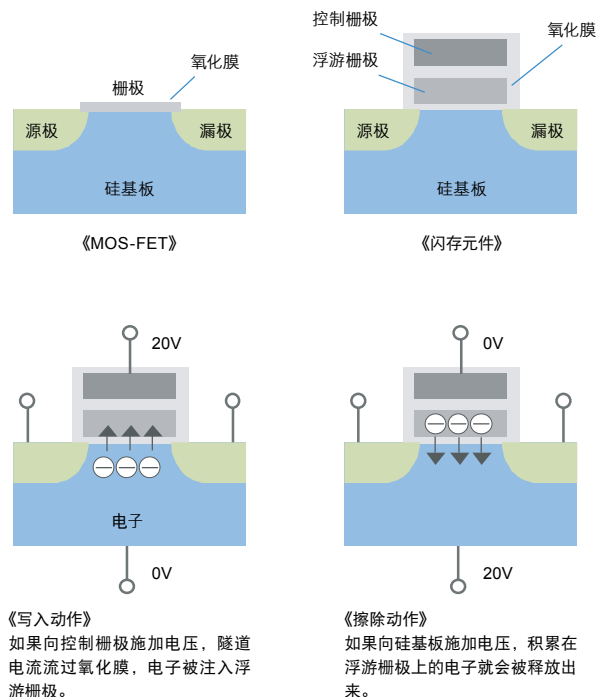 控制栅极
氧化膜
浮游栅极
氧化膜
栅极
源极
漏极
硅基板
源极
漏极
硅基板
《MOS-FET》
《闪存元件》
20V
电子
0V
0V
20V
《写入动作》
如果向控制栅极施加电压，隧道
电流流过氧化膜，电子被注入浮
游栅极。
《擦除动作》
如果向硅基板施加电压，积累在
浮游栅极上的电子就会被释放出
来。